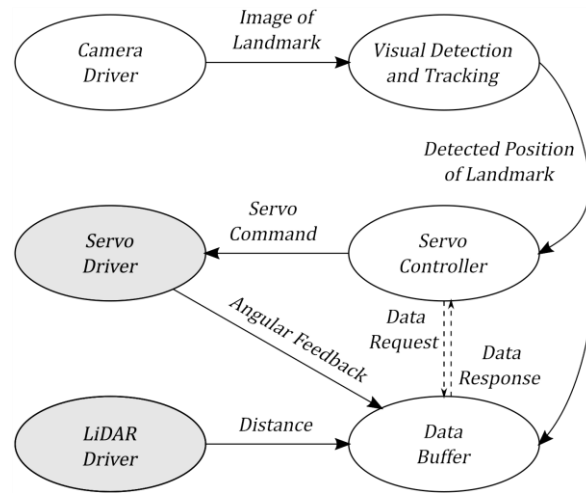 Image of
Landmark
Camera
Driver
Visual Detection
and Tracking
Detected Position
of Landmark
Servo
Command
Servo
Driver
Servo
Controller
Angular Feedback
Data
Request
Data
Response
LiDAR
Driver
Distance
Data
Buffer